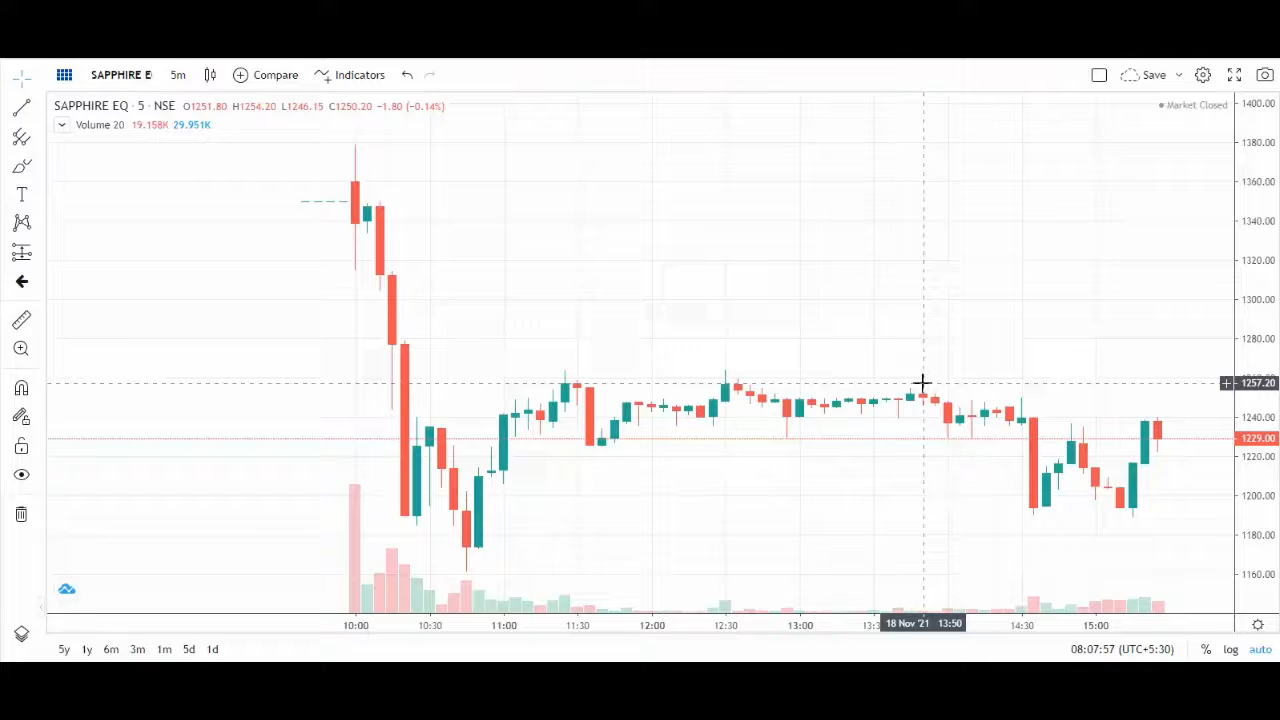 SAPPHIRE E 5m Compare Indicators Save
SAPPHIRE EQ · 5 · NSE O1251.80 H1254.20 L1246.15 C1250.20 −1.80 (−0.14%) Market Closed
Volume 20 19.158K 29.951K
1400.00
1380.00
1360.00
1340.00
1320.00
1300.00
1280.00
1257.20
1240.00
1229.00
1220.00
1200.00
1180.00
1160.00
10:00 10:30 11:00 11:30 12:00 12:30 13:00 13:3 18 Nov '21 13:50 14:30 15:00
5y 1y 6m 3m 1m 5d 1d 08:07:57 (UTC+5:30) % log auto